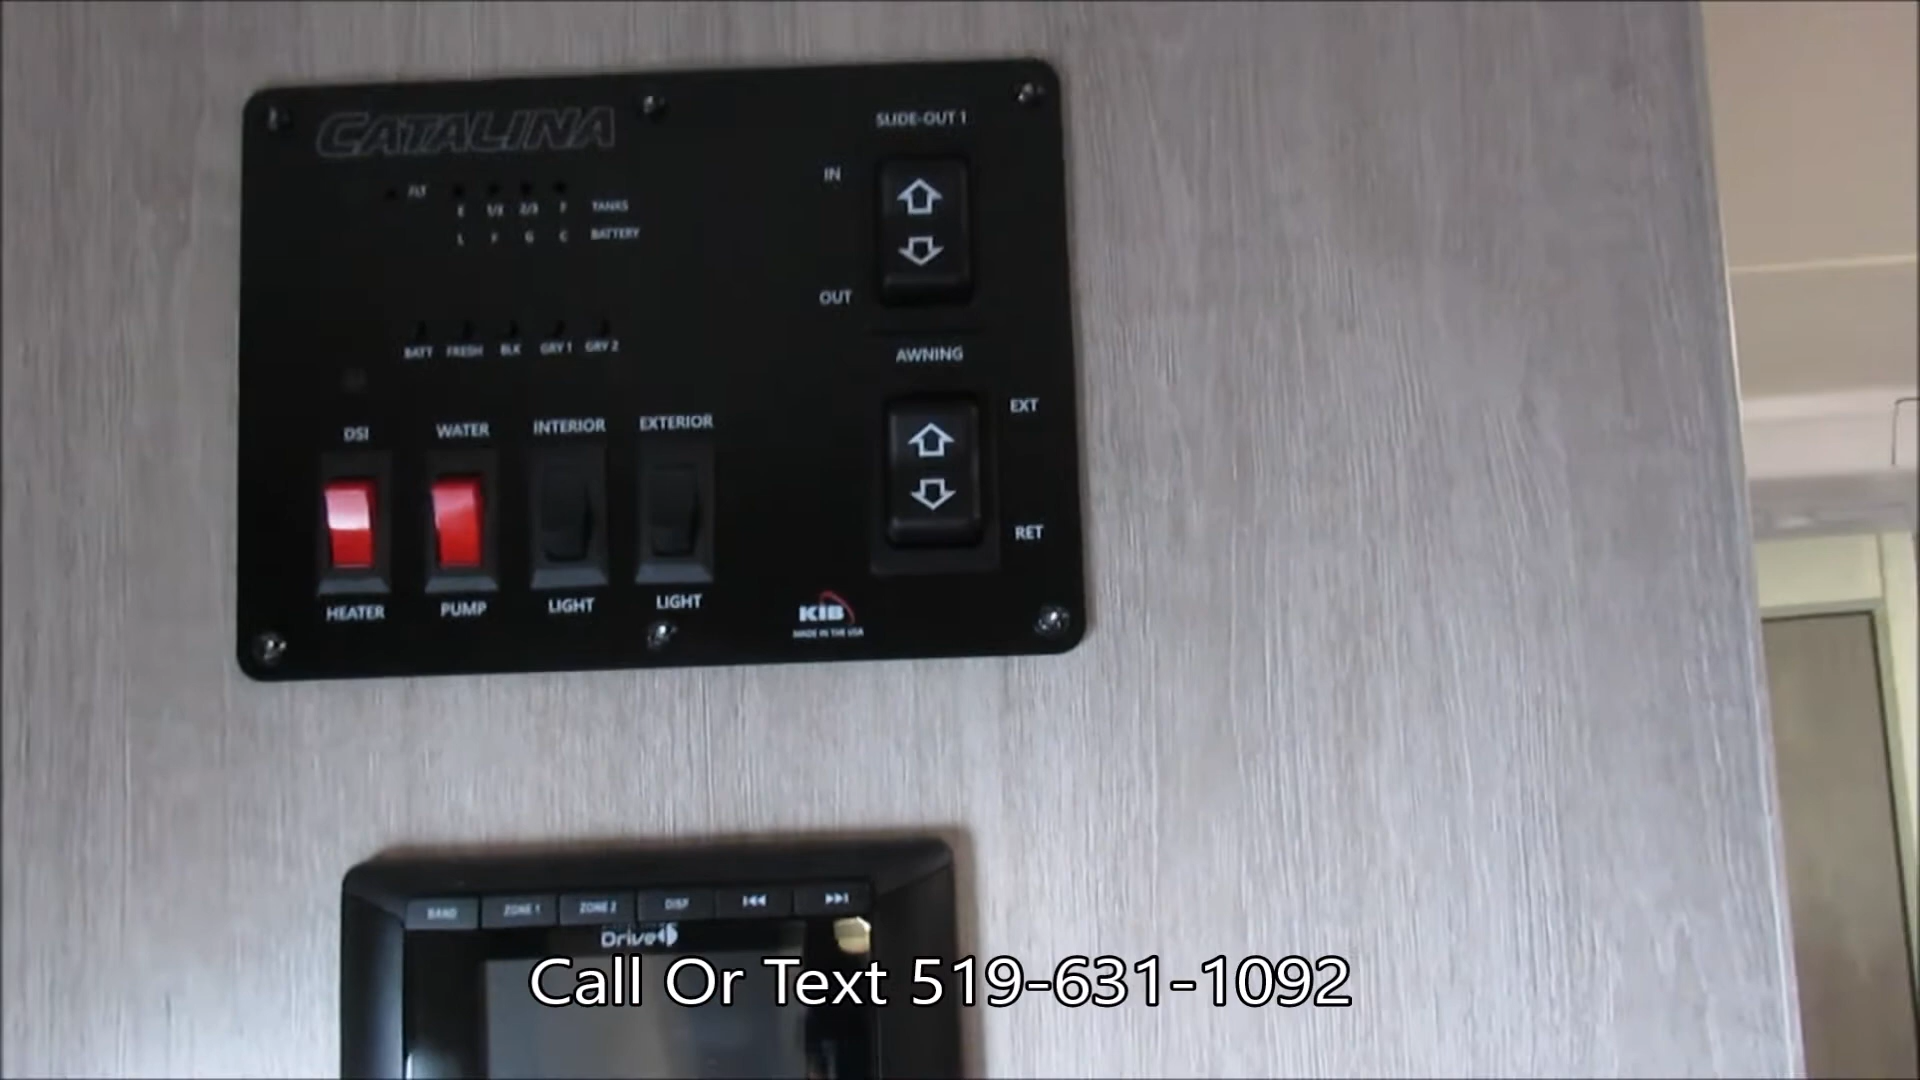 CATALINA
FLT
E 1/3 2/3 F TANKS
L F G C BATTERY
BATT FRESH BLK GRY 1 GRY 2
DSI WATER INTERIOR EXTERIOR
HEATER PUMP LIGHT LIGHT
SLIDE-OUT 1
IN
OUT
AWNING
EXT
RET
KIB
MADE IN THE USA
BAND ZONE 1 ZONE 2 DISP
Drive
Call Or Text 519-631-1092